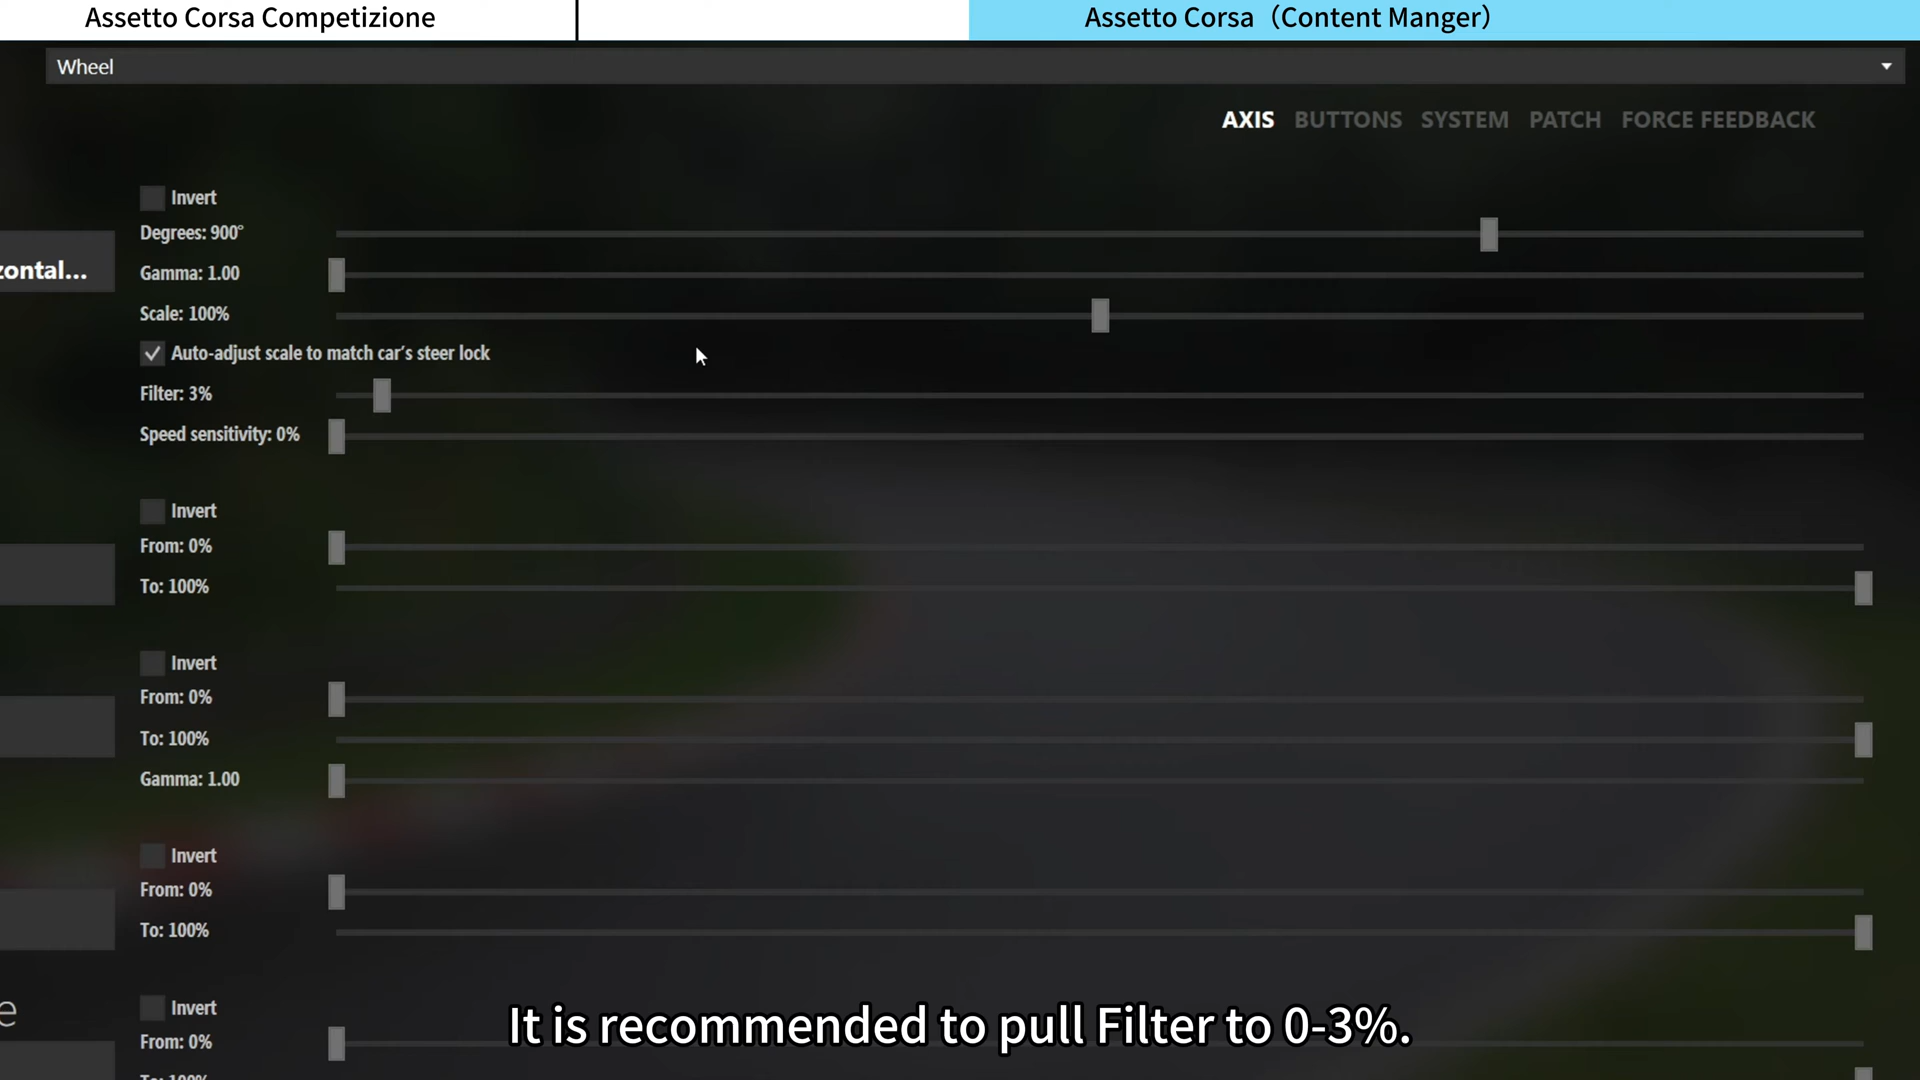 Assetto Corsa Competizione
Assetto Corsa（Content Manger）
Wheel
AXIS BUTTONS SYSTEM PATCH FORCE FEEDBACK
Invert
Degrees: 900°
zontal...
Gamma: 1.00
Scale: 100%
Auto-adjust scale to match car's steer lock
Filter: 3%
Speed sensitivity: 0%
Invert
From: 0%
To: 100%
Invert
From: 0%
To: 100%
Gamma: 1.00
Invert
From: 0%
To: 100%
e
Invert
It is recommended to pull Filter to 0-3%.
From: 0%
To: 100%